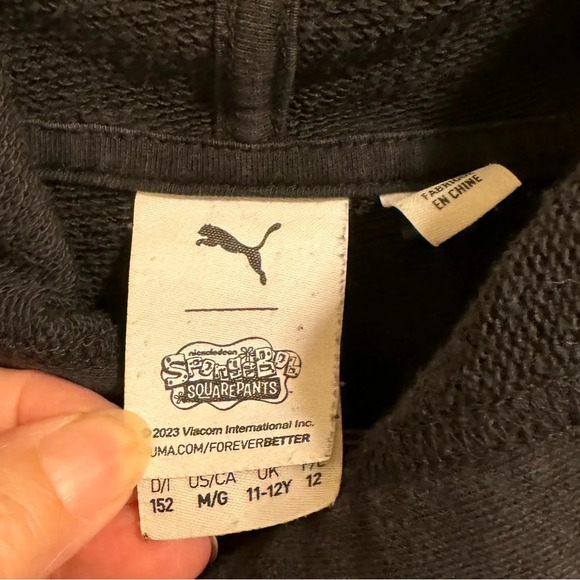 nickelodeon
SpongeBob
SQUAREPANTS
©2023 Viacom International Inc.
UMA.COM/FOREVERBETTER
D/I US/CA UK
152 M/G 11-12Y 12
EN CHINE